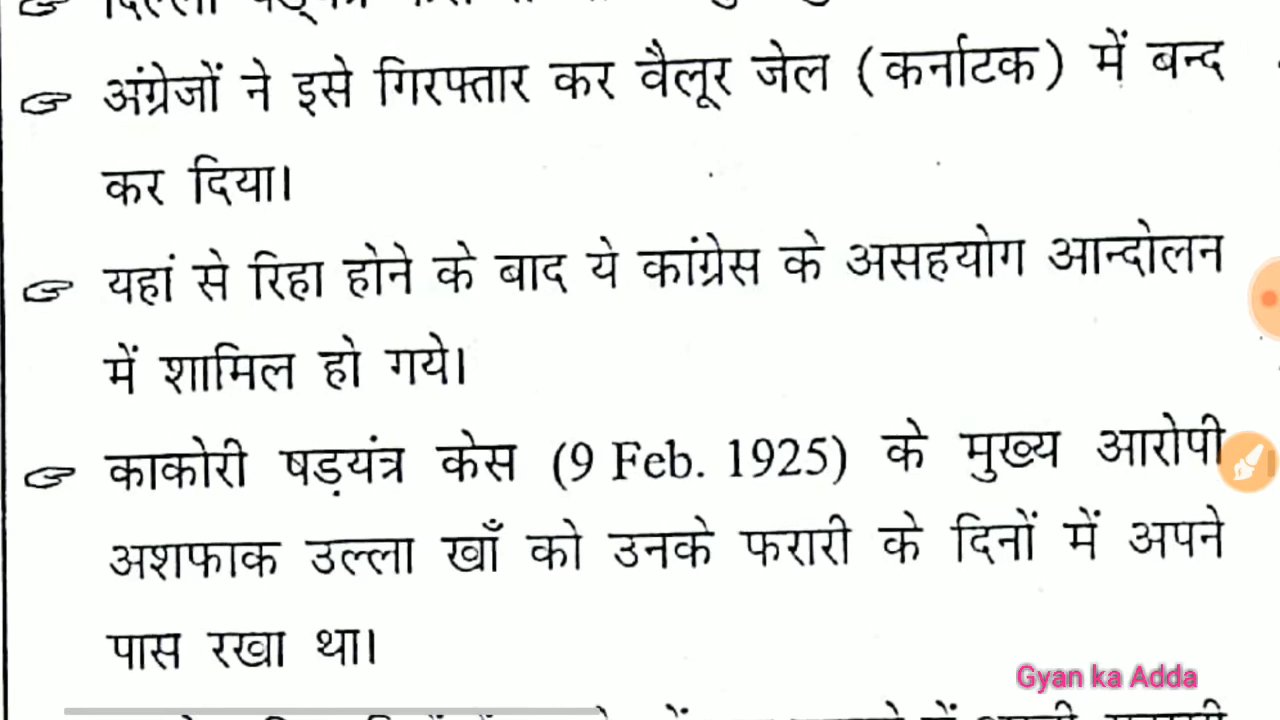 अंग्रेजों ने इसे गिरफ्तार कर वैलूर जेल (कर्नाटक) में बन्द
कर दिया।
यहां से रिहा होने के बाद ये कांग्रेस के असहयोग आन्दोलन
में शामिल हो गये।
काकोरी षड़यंत्र केस (9 Feb. 1925) के मुख्य आरोपी
अशफाक उल्ला खाँ को उनके फरारी के दिनों में अपने
पास रखा था।
Gyan ka Adda